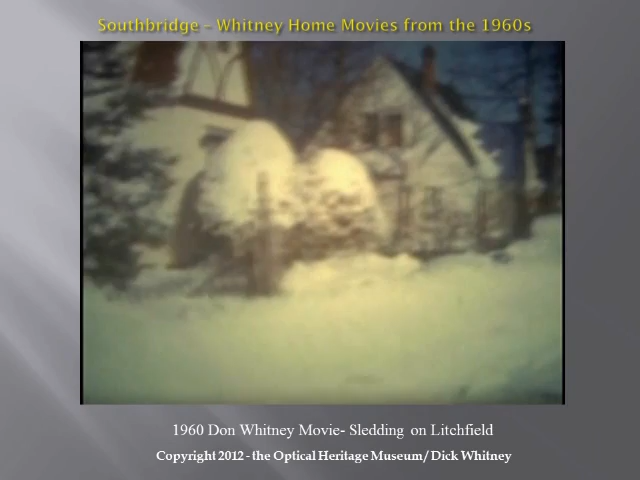 Southbridge – Whitney Home Movies from the 1960s
1960 Don Whitney Movie- Sledding on Litchfield
Copyright 2012 - the Optical Heritage Museum / Dick Whitney